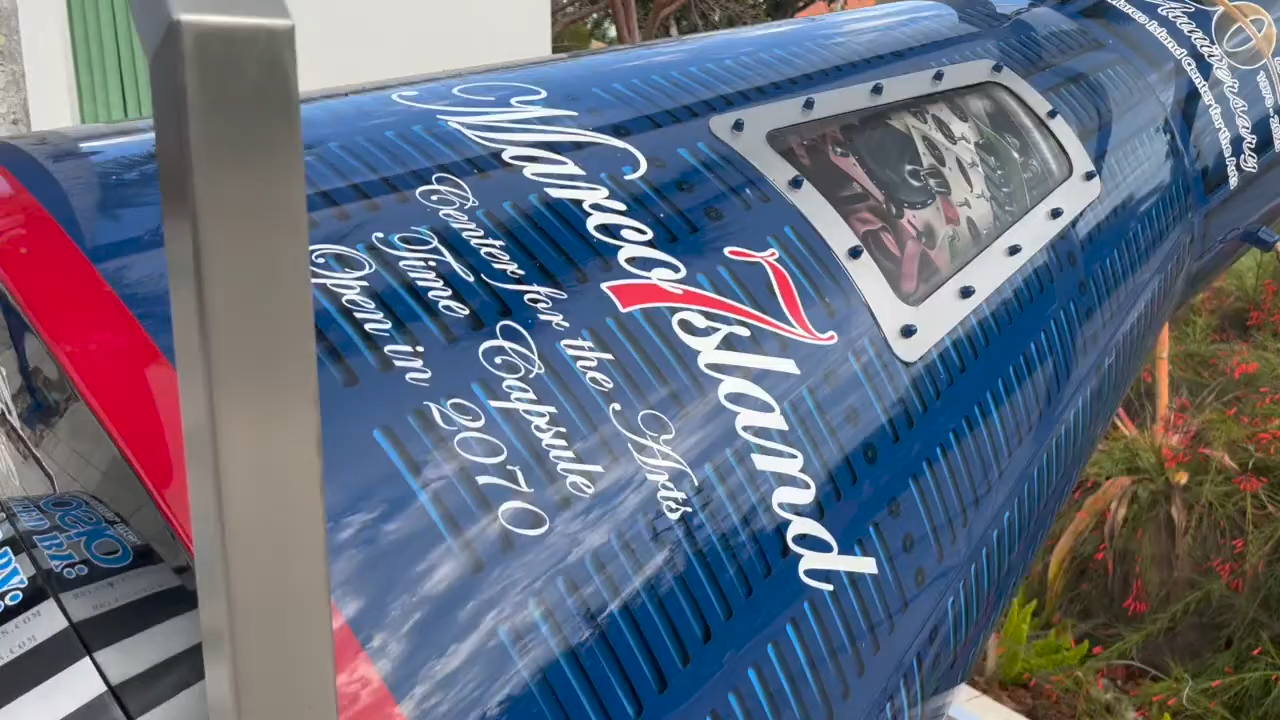 Marco Island
Center for the Arts
Time Capsule
Open in 2070
Anniversary
Marco Island Center for the Arts